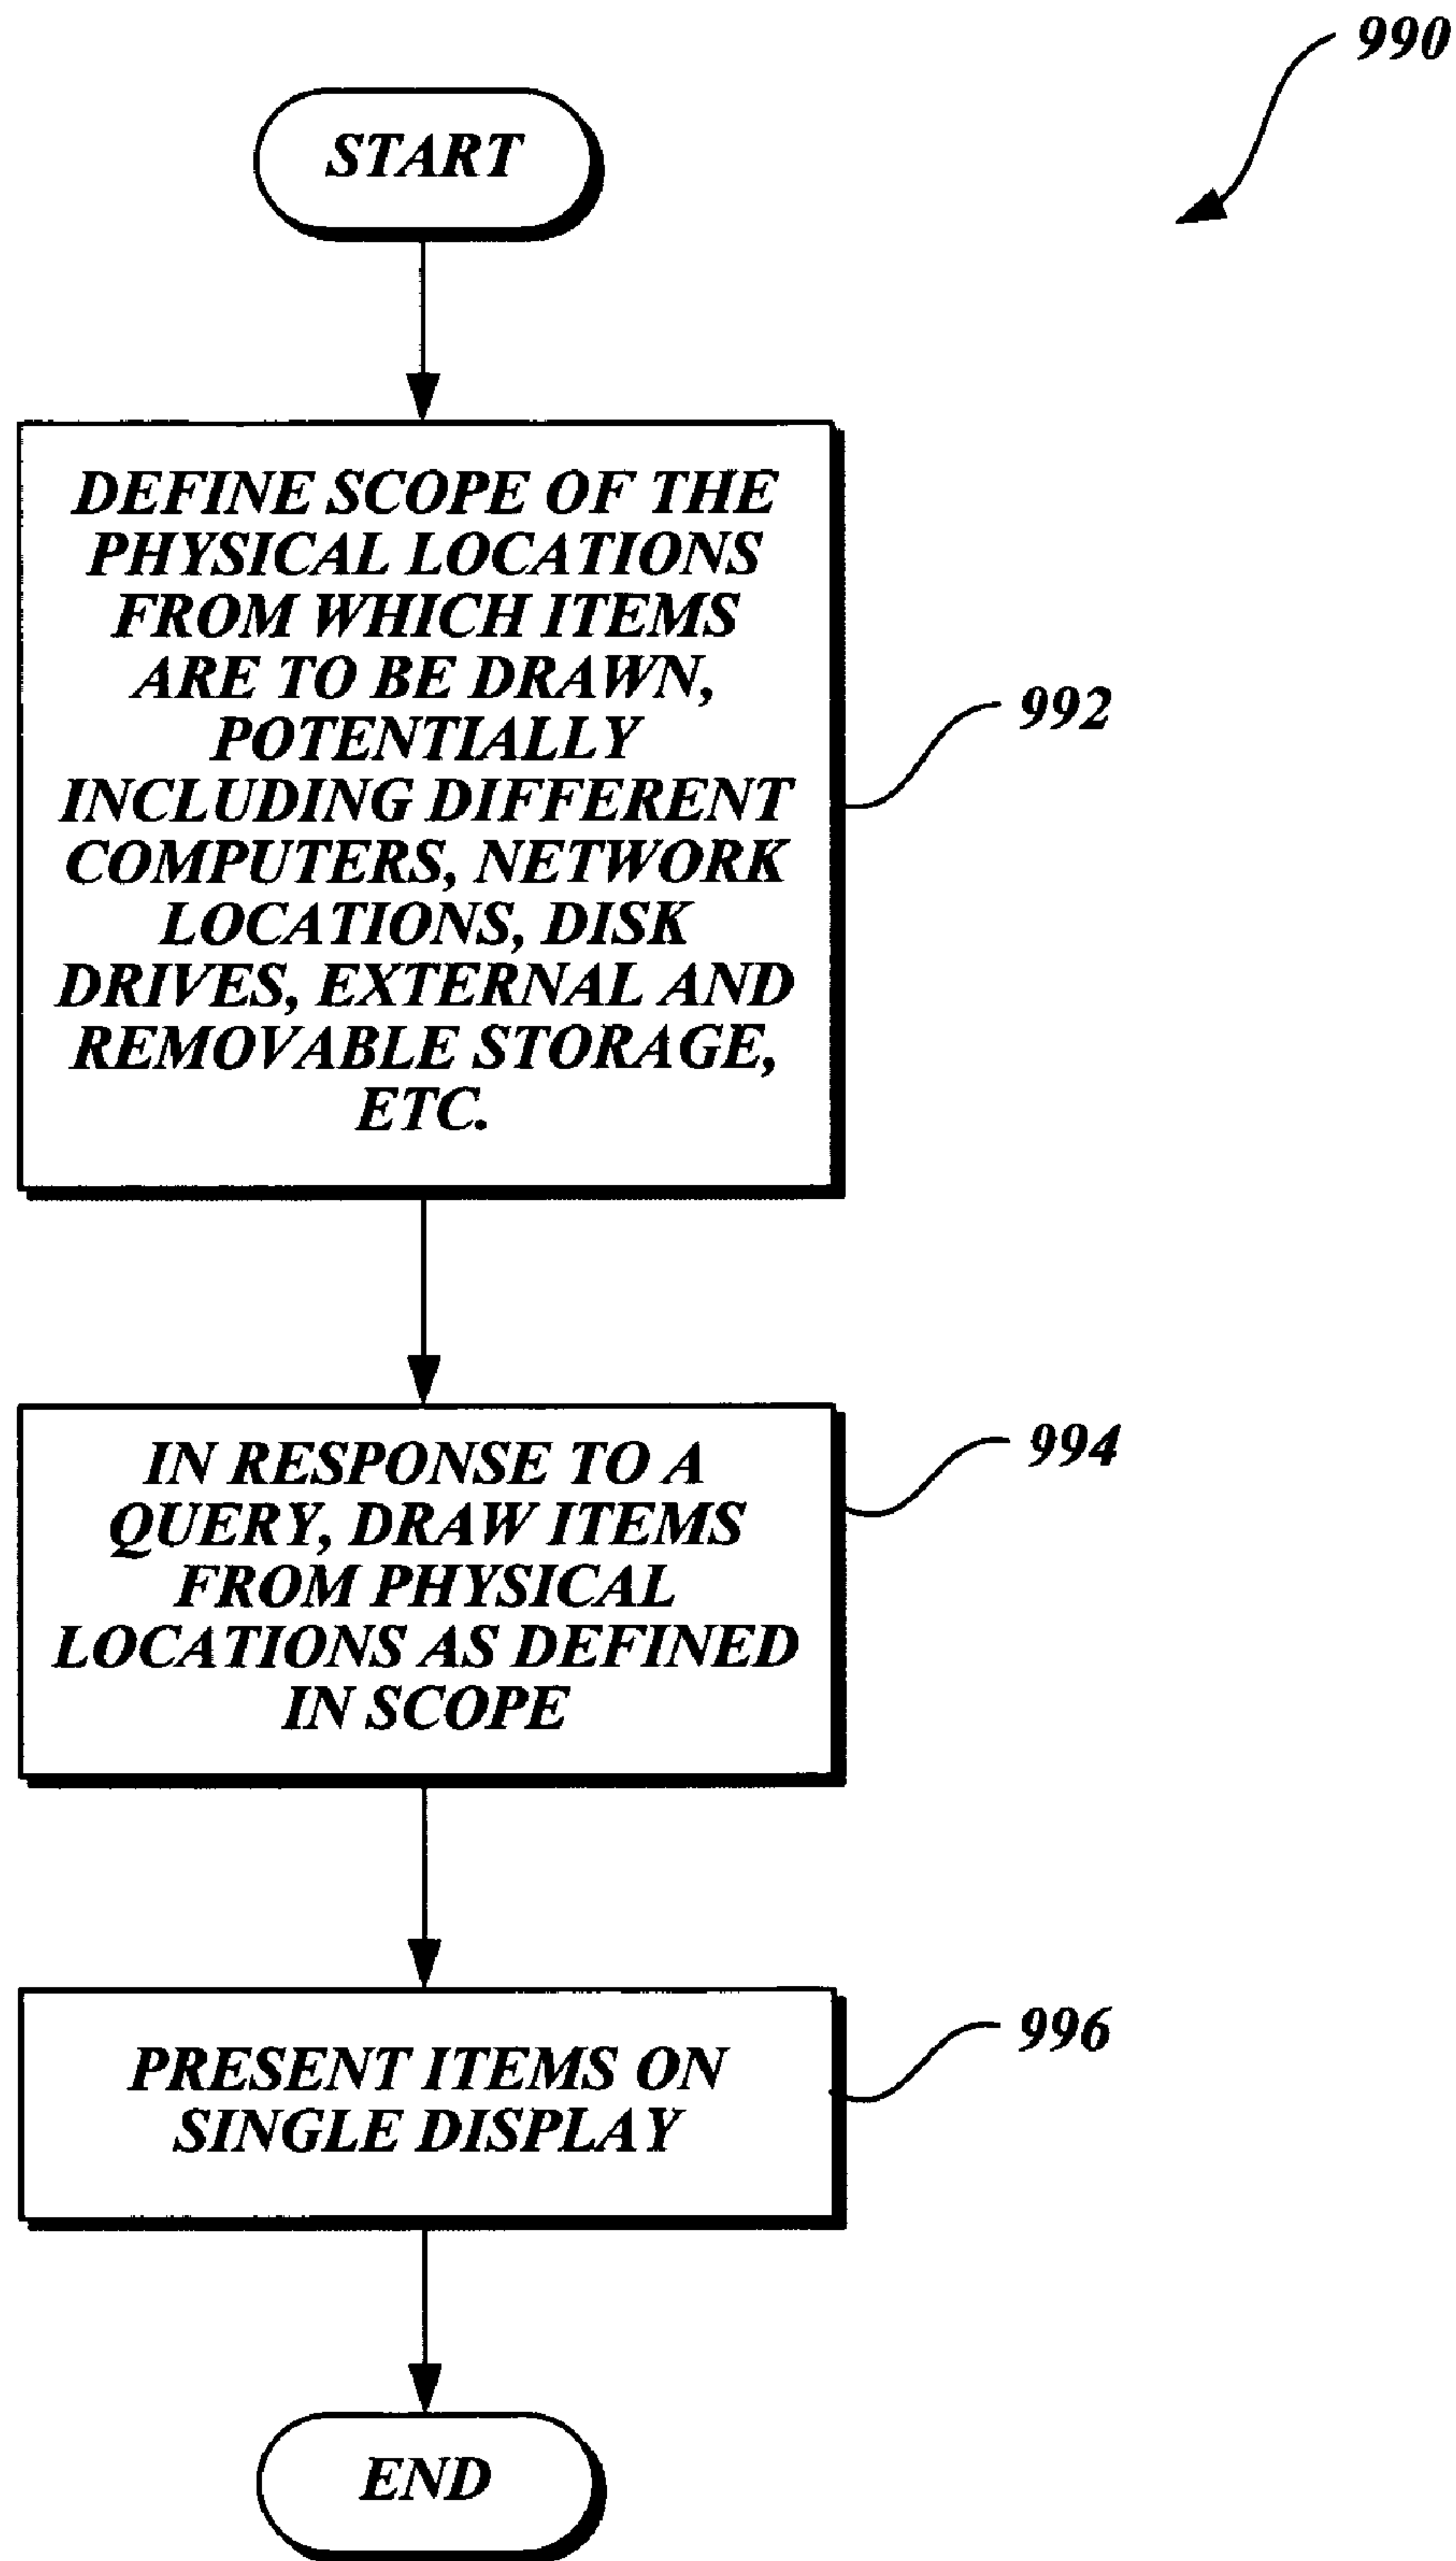 990
START
DEFINE SCOPE OF THE
PHYSICAL LOCATIONS
FROM WHICH ITEMS
ARE TO BE DRAWN,
POTENTIALLY
INCLUDING DIFFERENT
COMPUTERS, NETWORK
LOCATIONS, DISK
DRIVES, EXTERNAL AND
REMOVABLE STORAGE,
ETC.
992
IN RESPONSE TO A
QUERY, DRAW ITEMS
FROM PHYSICAL
LOCATIONS AS DEFINED
IN SCOPE
994
PRESENT ITEMS ON
SINGLE DISPLAY
996
END